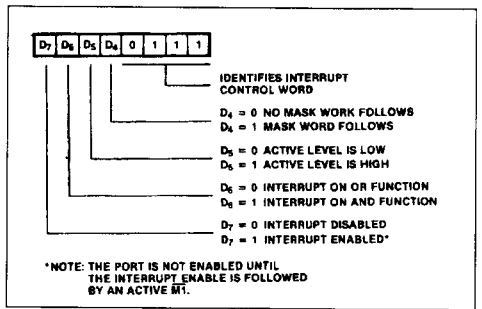 D7 D6 D5 D4 0 1 1 1
IDENTIFIES INTERRUPT
CONTROL WORD
D4 = 0 NO MASK WORK FOLLOWS
D4 = 1 MASK WORD FOLLOWS
D5 = 0 ACTIVE LEVEL IS LOW
D5 = 1 ACTIVE LEVEL IS HIGH
D6 = 0 INTERRUPT ON OR FUNCTION
D6 = 1 INTERRUPT ON AND FUNCTION
D7 = 0 INTERRUPT DISABLED
D7 = 1 INTERRUPT ENABLED*
*NOTE: THE PORT IS NOT ENABLED UNTIL
THE INTERRUPT ENABLE IS FOLLOWED
BY AN ACTIVE M1.